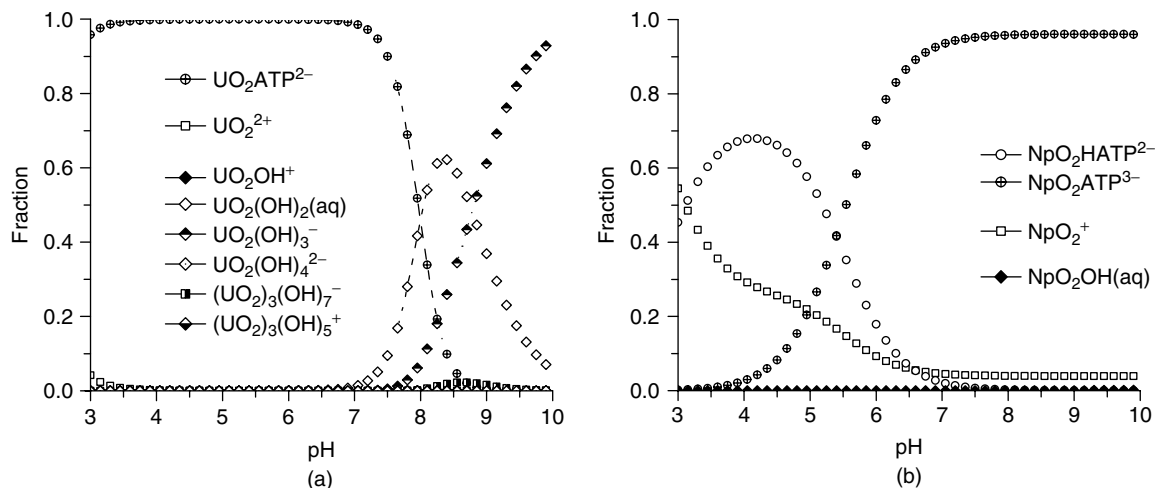 Fraction
1.0
0.8
0.6
0.4
0.2
0.0
3 4 5 6 7 8 9 10
pH
(a)
UO₂ATP²⁻
UO₂²⁺
UO₂OH⁺
UO₂(OH)₂(aq)
UO₂(OH)₃⁻
UO₂(OH)₄²⁻
(UO₂)₃(OH)₇⁻
(UO₂)₃(OH)₅⁺
Fraction
1.0
0.8
0.6
0.4
0.2
0.0
3 4 5 6 7 8 9 10
pH
(b)
NpO₂HATP²⁻
NpO₂ATP³⁻
NpO₂⁺
NpO₂OH(aq)